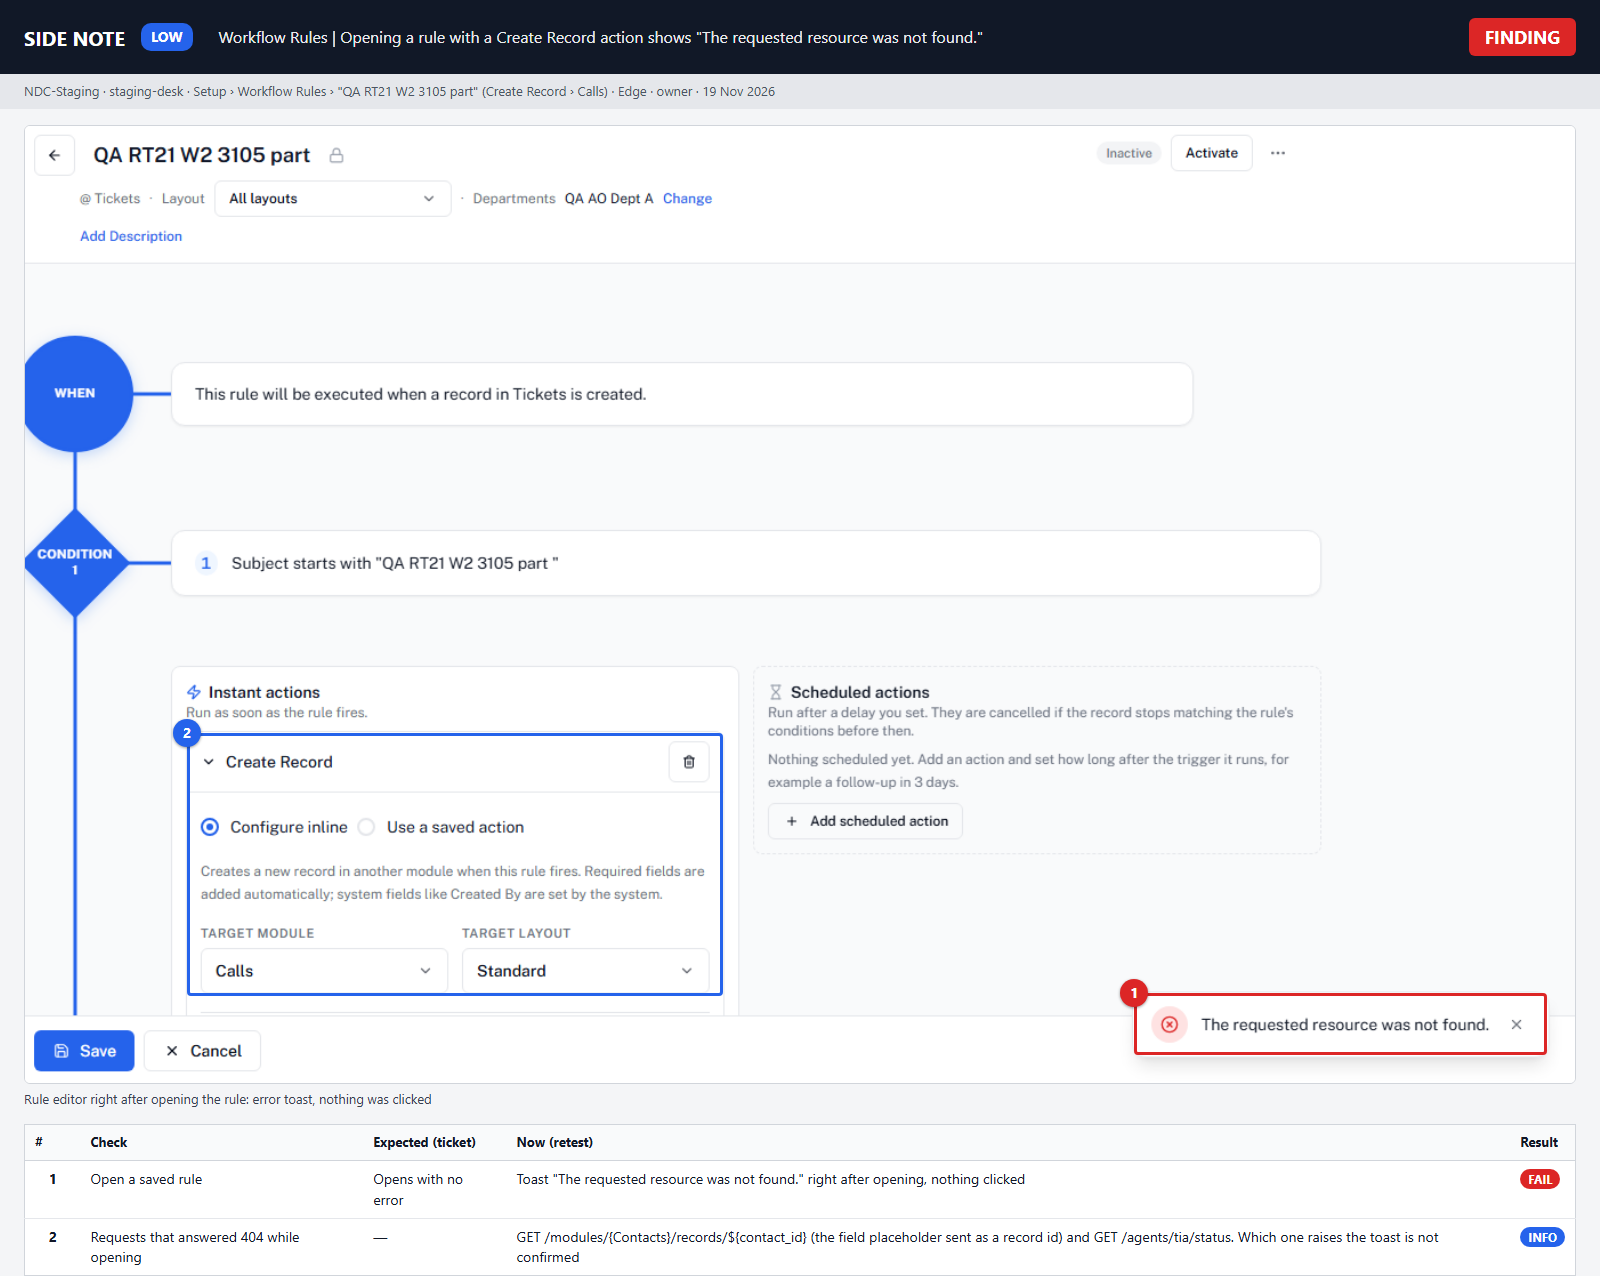 SIDE NOTE LOW Workflow Rules | Opening a rule with a Create Record action shows "The requested resource was not found." FINDING
NDC-Staging · staging-desk · Setup › Workflow Rules › "QA RT21 W2 3105 part" (Create Record › Calls) · Edge · owner · 19 Nov 2026
QA RT21 W2 3105 part Inactive Activate ···
@ Tickets · Layout All layouts · Departments QA AO Dept A Change
Add Description
WHEN
This rule will be executed when a record in Tickets is created.
CONDITION
1
1 Subject starts with "QA RT21 W2 3105 part "
Instant actions
Run as soon as the rule fires.
2
Create Record
Configure inline Use a saved action
Creates a new record in another module when this rule fires. Required fields are
added automatically; system fields like Created By are set by the system.
TARGET MODULE TARGET LAYOUT
Calls Standard
Scheduled actions
Run after a delay you set. They are cancelled if the record stops matching the rule's
conditions before then.
Nothing scheduled yet. Add an action and set how long after the trigger it runs, for
example a follow-up in 3 days.
+ Add scheduled action
1
The requested resource was not found.
Save Cancel
Rule editor right after opening the rule: error toast, nothing was clicked
# Check Expected (ticket) Now (retest) Result
1 Open a saved rule Opens with no error Toast "The requested resource was not found." right after opening, nothing clicked FAIL
2 Requests that answered 404 while opening — GET /modules/{Contacts}/records/${contact_id} (the field placeholder sent as a record id) and GET /agents/tia/status. Which one raises the toast is not confirmed INFO